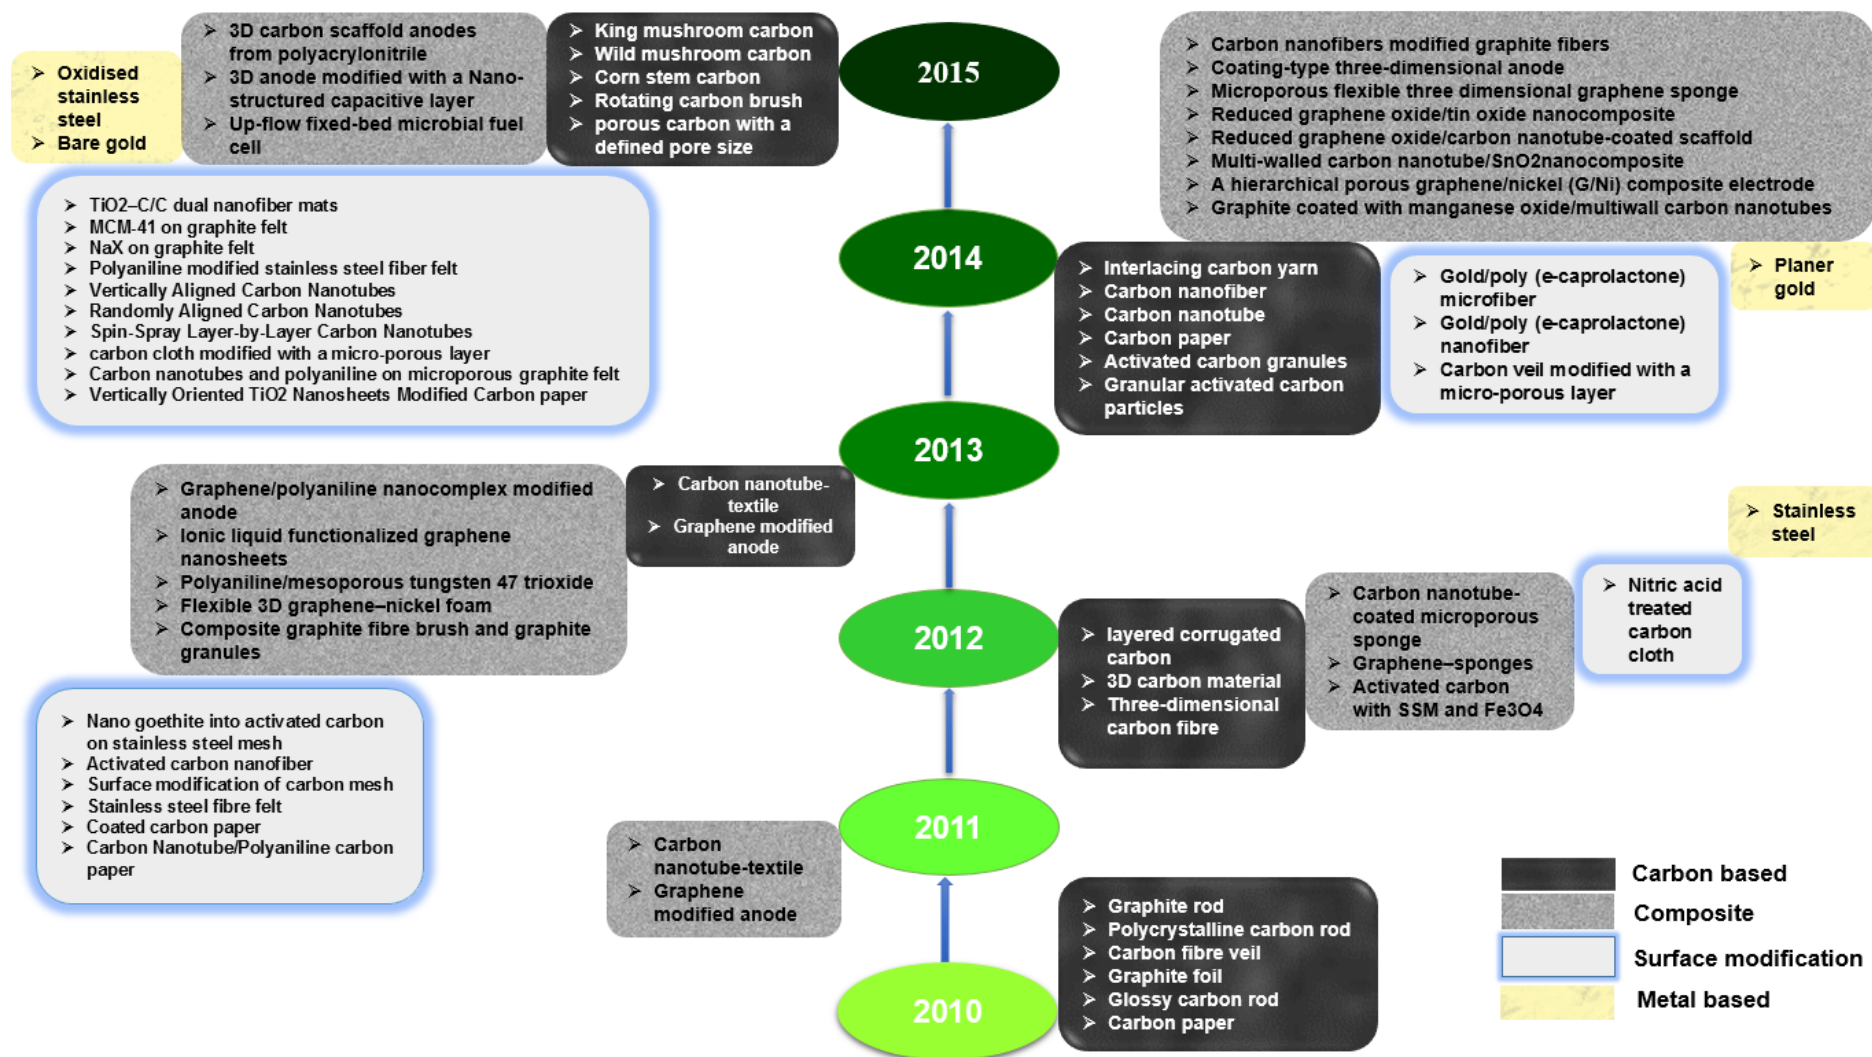 Oxidised
stainless
steel
Bare gold
3D carbon scaffold anodes
from polyacrylonitrile
3D anode modified with a Nano-
structured capacitive layer
Up-flow fixed-bed microbial fuel
cell
King mushroom carbon
Wild mushroom carbon
Corn stem carbon
Rotating carbon brush
porous carbon with a
defined pore size
2015
Carbon nanofibers modified graphite fibers
Coating-type three-dimensional anode
Microporous flexible three dimensional graphene sponge
Reduced graphene oxide/tin oxide nanocomposite
Reduced graphene oxide/carbon nanotube-coated scaffold
Multi-walled carbon nanotube/SnO2nanocomposite
A hierarchical porous graphene/nickel (G/Ni) composite electrode
Graphite coated with manganese oxide/multiwall carbon nanotubes
TiO2–C/C dual nanofiber mats
MCM-41 on graphite felt
NaX on graphite felt
Polyaniline modified stainless steel fiber felt
Vertically Aligned Carbon Nanotubes
Randomly Aligned Carbon Nanotubes
Spin-Spray Layer-by-Layer Carbon Nanotubes
carbon cloth modified with a micro-porous layer
Carbon nanotubes and polyaniline on microporous graphite felt
Vertically Oriented TiO2 Nanosheets Modified Carbon paper
2014
Interlacing carbon yarn
Carbon nanofiber
Carbon nanotube
Carbon paper
Activated carbon granules
Granular activated carbon
particles
Gold/poly (e-caprolactone)
microfiber
Gold/poly (e-caprolactone)
nanofiber
Carbon veil modified with a
micro-porous layer
Planer
gold
2013
Graphene/polyaniline nanocomplex modified
anode
Ionic liquid functionalized graphene
nanosheets
Polyaniline/mesoporous tungsten 47 trioxide
Flexible 3D graphene–nickel foam
Composite graphite fibre brush and graphite
granules
Carbon nanotube-
textile
Graphene modified
anode
Stainless
steel
2012
layered corrugated
carbon
3D carbon material
Three-dimensional
carbon fibre
Carbon nanotube-
coated microporous
sponge
Graphene–sponges
Activated carbon
with SSM and Fe3O4
Nitric acid
treated
carbon
cloth
Nano goethite into activated carbon
on stainless steel mesh
Activated carbon nanofiber
Surface modification of carbon mesh
Stainless steel fibre felt
Coated carbon paper
Carbon Nanotube/Polyaniline carbon
paper
2011
Carbon
nanotube-textile
Graphene
modified anode
2010
Graphite rod
Polycrystalline carbon rod
Carbon fibre veil
Graphite foil
Glossy carbon rod
Carbon paper
Carbon based
Composite
Surface modification
Metal based